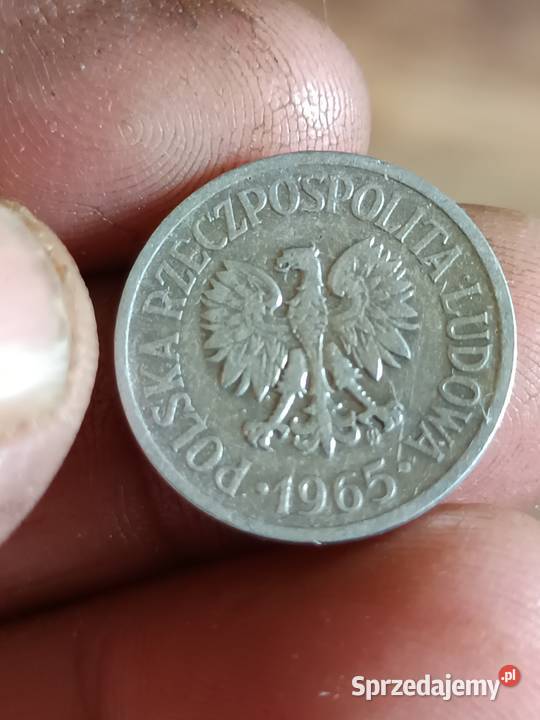 POLSKA RZECZPOSPOLITA·LUDOWA·
·1965·
Sprzedajemy.pl